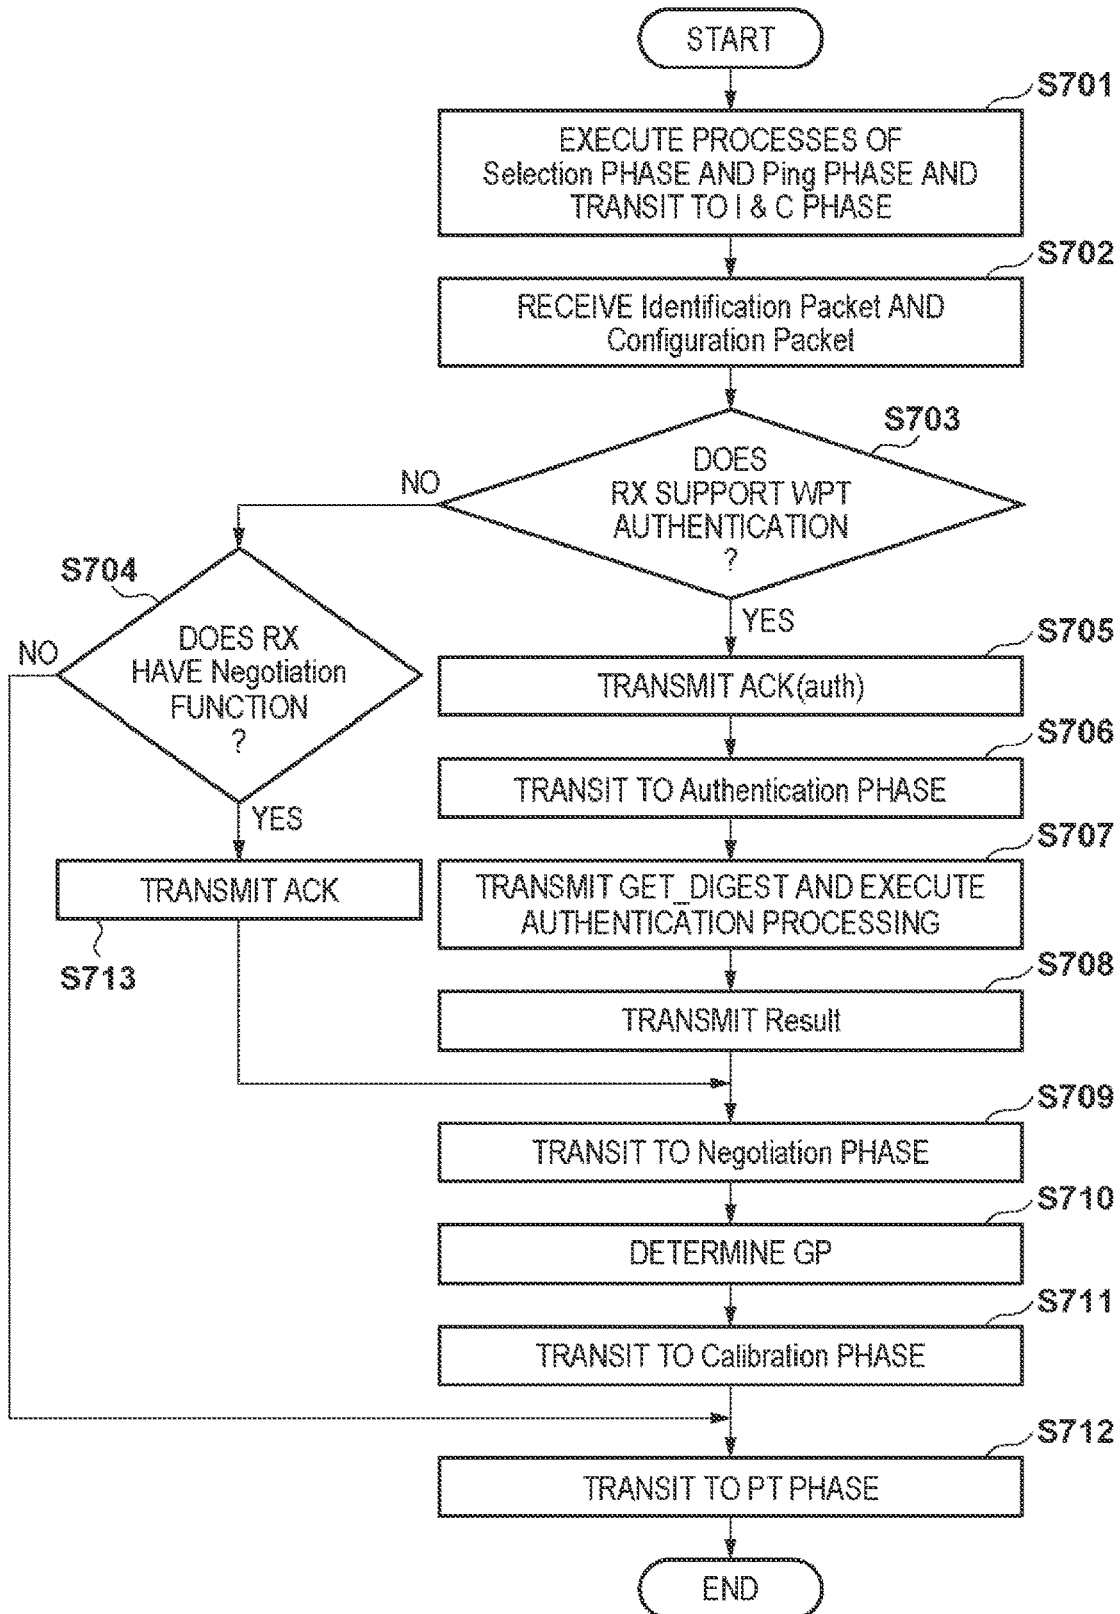 START
S701
EXECUTE PROCESSES OF
Selection PHASE AND Ping PHASE AND
TRANSIT TO I & C PHASE
S702
RECEIVE Identification Packet AND
Configuration Packet
S703
DOES
RX SUPPORT WPT
AUTHENTICATION
?
NO
YES
S704
DOES RX
HAVE Negotiation
FUNCTION
?
NO
YES
S705
TRANSMIT ACK(auth)
S706
TRANSIT TO Authentication PHASE
S707
TRANSMIT GET_DIGEST AND EXECUTE
AUTHENTICATION PROCESSING
TRANSMIT ACK
S713
S708
TRANSMIT Result
S709
TRANSIT TO Negotiation PHASE
S710
DETERMINE GP
S711
TRANSIT TO Calibration PHASE
S712
TRANSIT TO PT PHASE
END